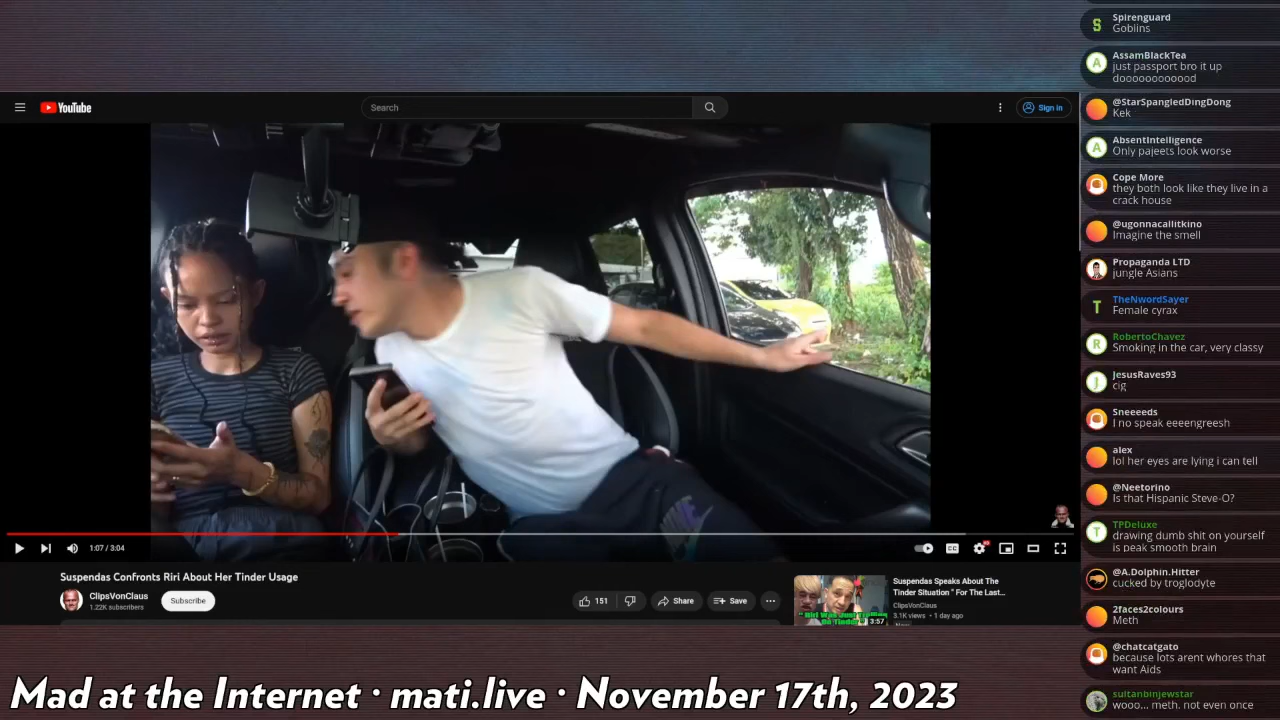 YouTube
Search
Sign in
1:07 / 3:04
CC
Suspendas Confronts Riri About Her Tinder Usage
ClipsVonClaus
1.22K subscribers
Subscribe
151
Share
Save
Suspendas Speaks About The
Tinder Situation " For The Last...
ClipsVonClaus
3.1K views • 1 day ago
New
3:57
Spirenguard
Goblins
AssamBlackTea
just passport bro it up
dooooooooooood
@StarSpangledDingDong
Kek
AbsentIntelligence
Only pajeets look worse
Cope More
they both look like they live in a
crack house
@ugonnacallitkino
Imagine the smell
Propaganda LTD
jungle Asians
TheNwordSayer
Female cyrax
RobertoChavez
Smoking in the car, very classy
JesusRaves93
cig
Sneeeeds
I no speak eeeengreesh
alex
lol her eyes are lying i can tell
@Neetorino
Is that Hispanic Steve-O?
TPDeluxe
drawing dumb shit on yourself
is peak smooth brain
@A.Dolphin.Hitter
cucked by troglodyte
2faces2colours
Meth
@chatcatgato
because lots arent whores that
want Aids
sultanbinjewstar
wooo... meth. not even once
Mad at the Internet · mati.live · November 17th, 2023